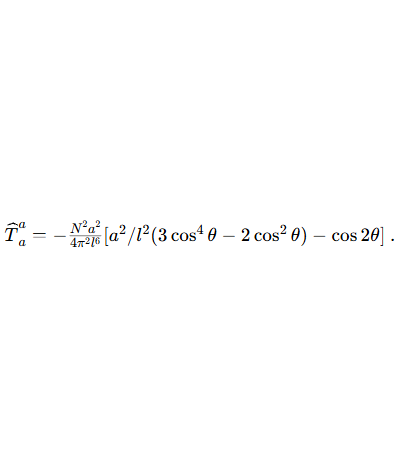 $\widehat{T}^a_a = -\frac{N^2 a^2}{4\pi^2 l^6}[a^2/l^2(3\cos^4\theta - 2\cos^2\theta) - \cos 2\theta]\ .$